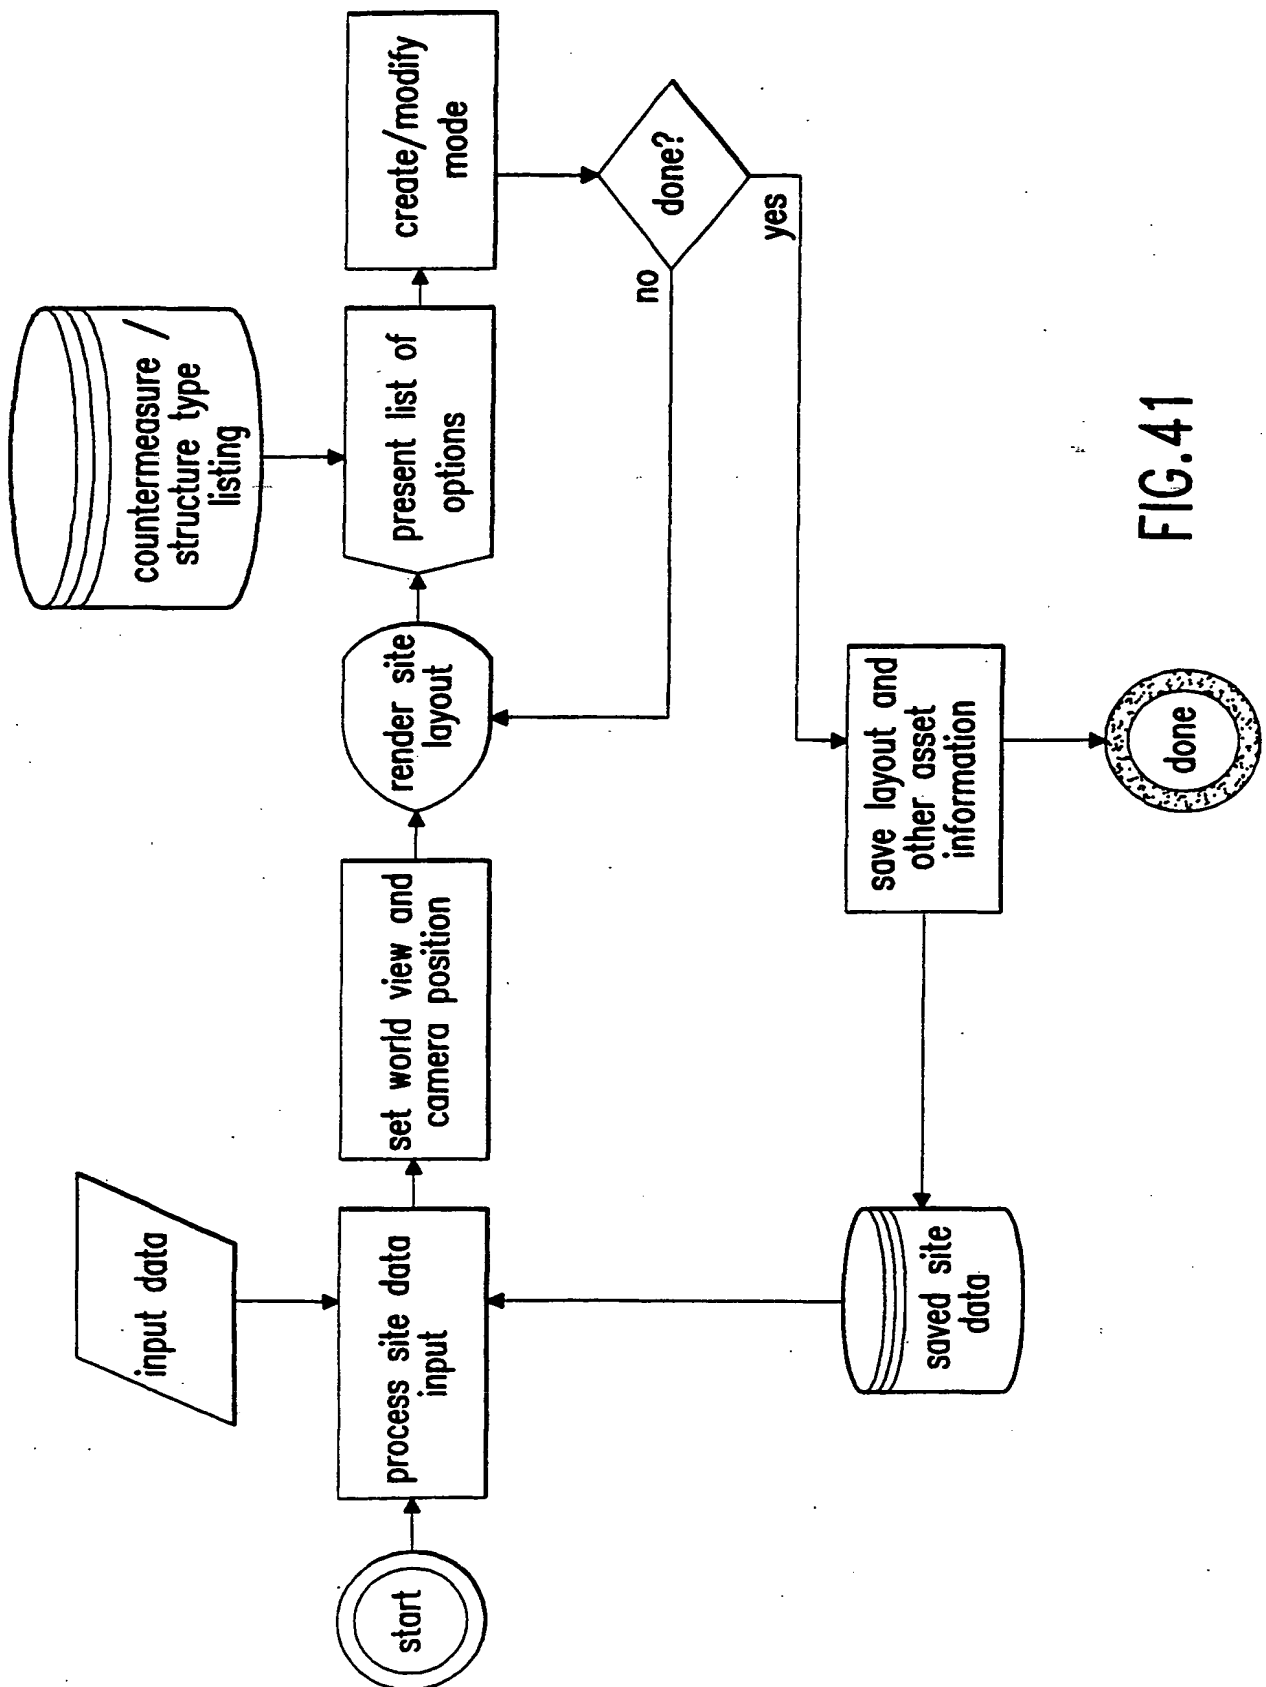 start
input data
process site data
input
set world view and
camera position
render site
layout
countermeasure /
structure type
listing
present list of
options
create/modify
mode
done?
no
yes
save layout and
other asset
information
saved site
data
done
FIG.41